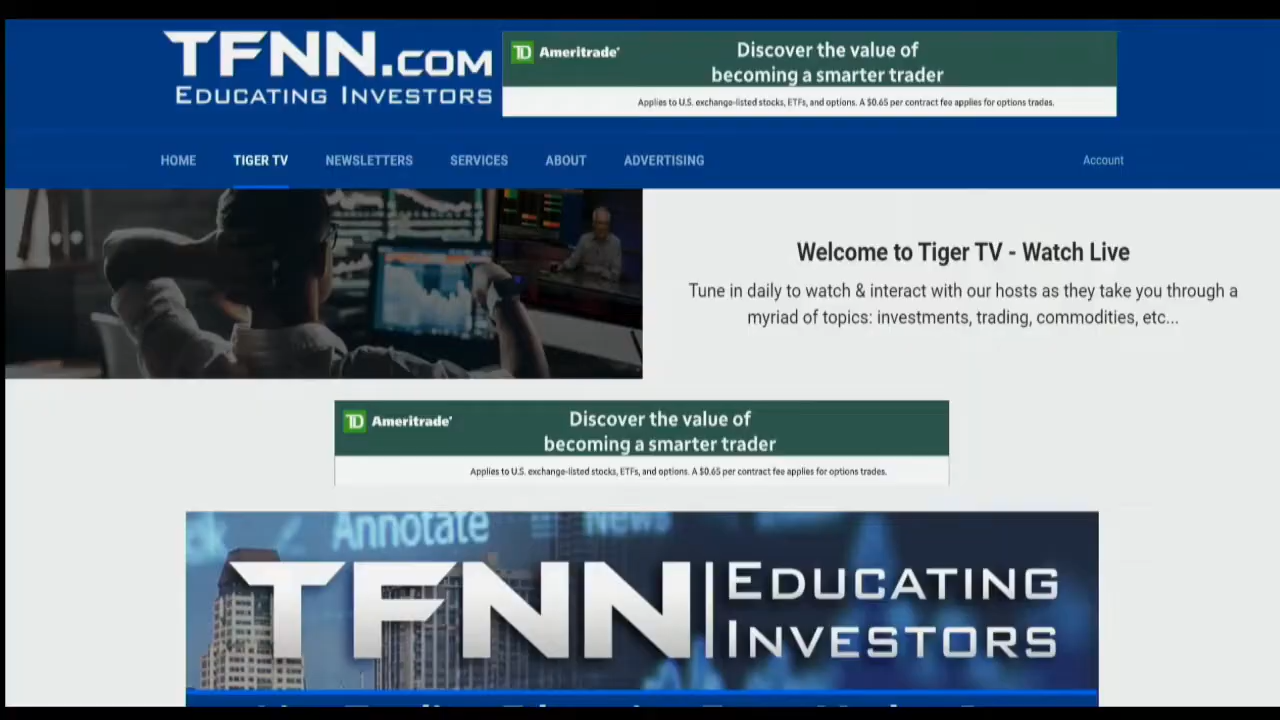 TFNN.COM
EDUCATING INVESTORS
TD Ameritrade
Discover the value of
becoming a smarter trader
Applies to U.S. exchange-listed stocks, ETFs, and options. A $0.65 per contract fee applies for options trades.
HOME TIGER TV NEWSLETTERS SERVICES ABOUT ADVERTISING Account
Welcome to Tiger TV - Watch Live
Tune in daily to watch & interact with our hosts as they take you through a
myriad of topics: investments, trading, commodities, etc...
TD Ameritrade
Discover the value of
becoming a smarter trader
Applies to U.S. exchange-listed stocks, ETFs, and options. A $0.65 per contract fee applies for options trades.
Annotate News
TFNN EDUCATING
INVESTORS